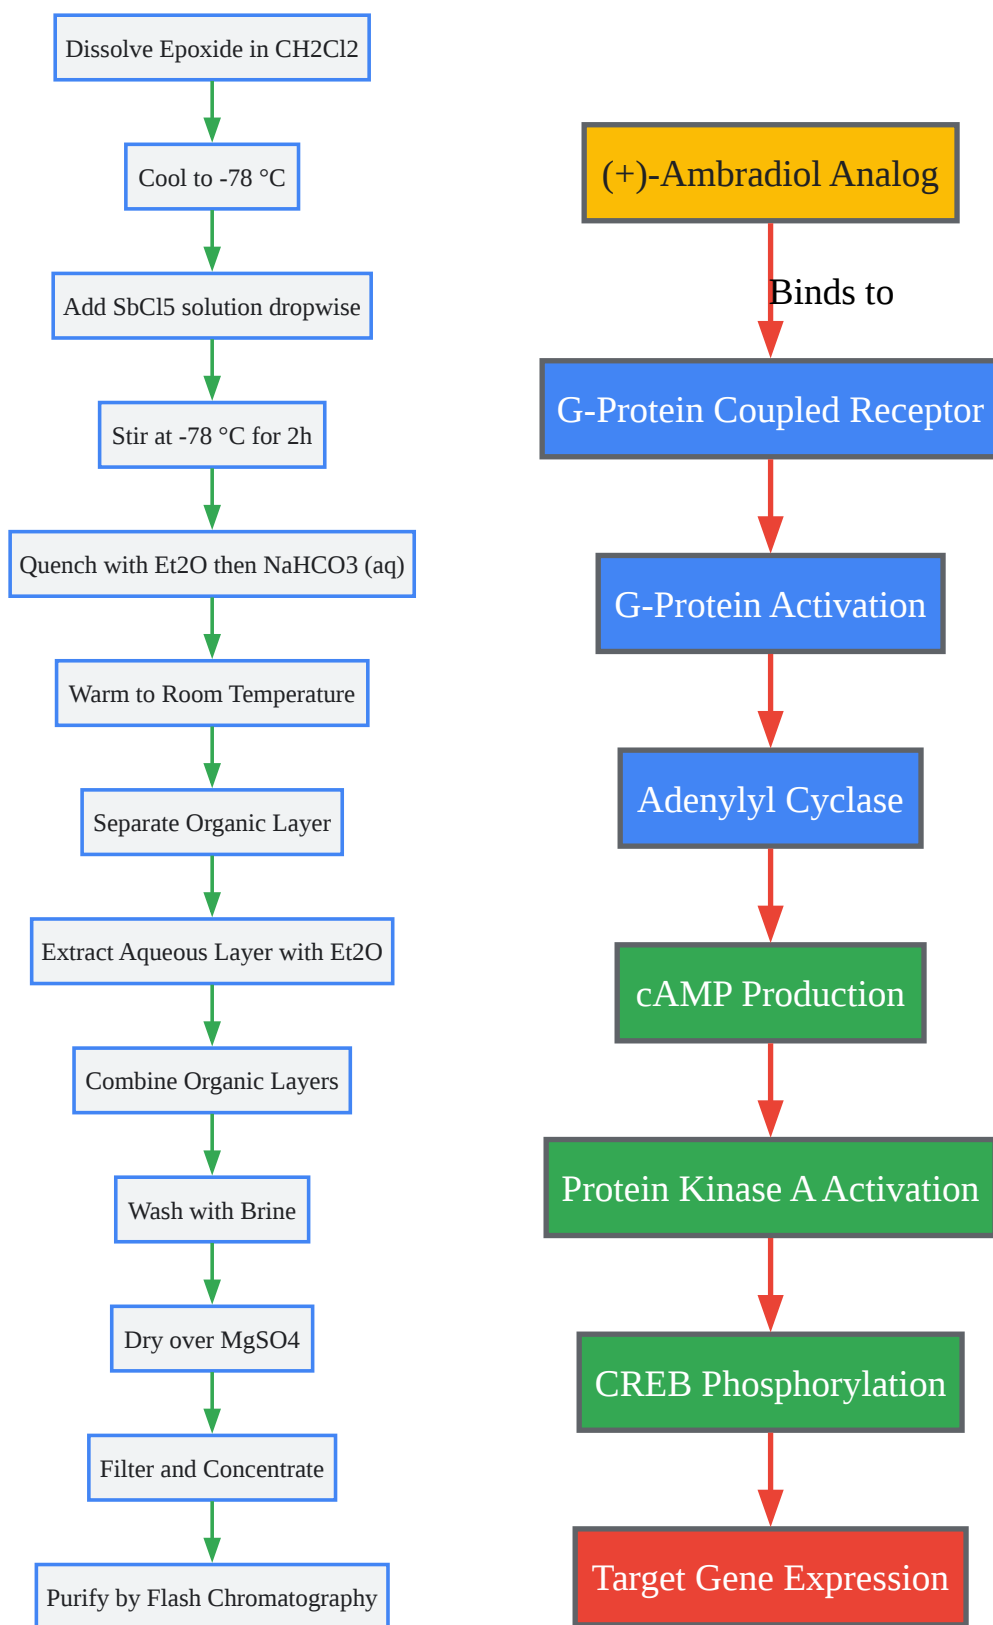 Dissolve Epoxide in CH2Cl2
Cool to -78 °C
Add SbCl5 solution dropwise
Stir at -78 °C for 2h
Quench with Et2O then NaHCO3 (aq)
Warm to Room Temperature
Separate Organic Layer
Extract Aqueous Layer with Et2O
Combine Organic Layers
Wash with Brine
Dry over MgSO4
Filter and Concentrate
Purify by Flash Chromatography
(+)-Ambradiol Analog
Binds to
G-Protein Coupled Receptor
G-Protein Activation
Adenylyl Cyclase
cAMP Production
Protein Kinase A Activation
CREB Phosphorylation
Target Gene Expression